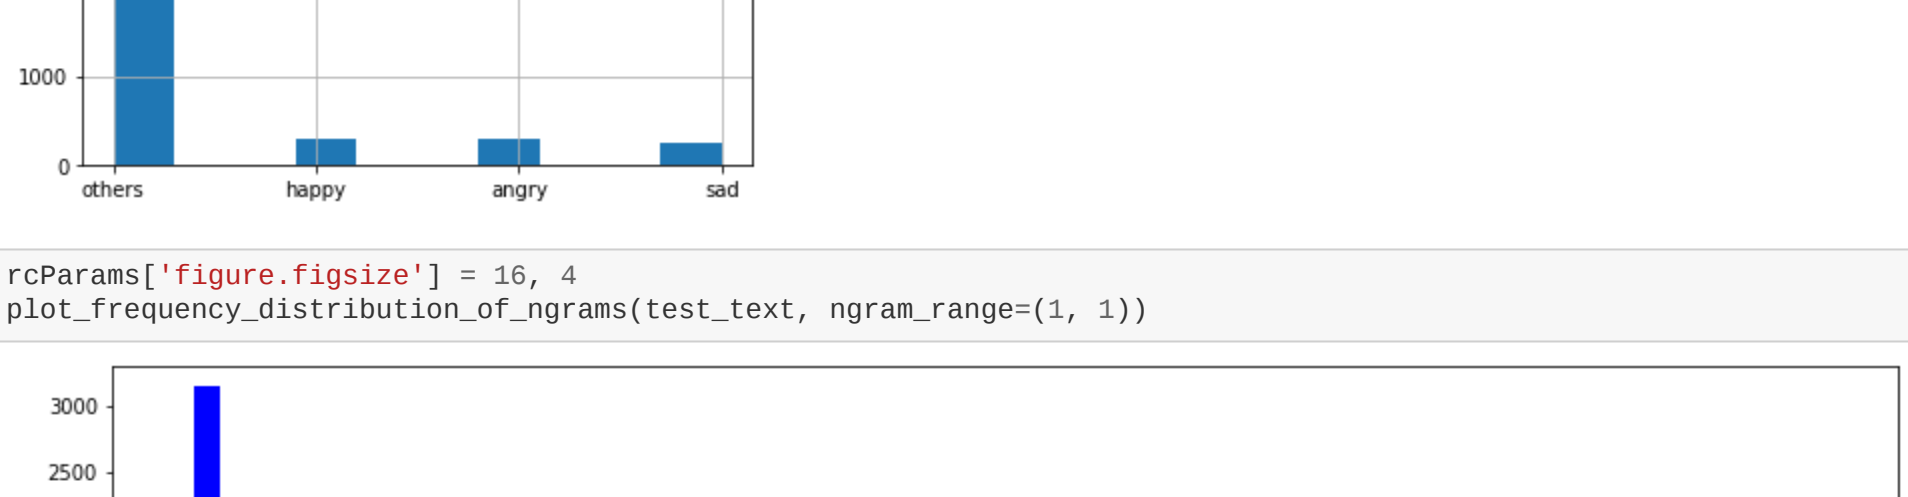 1000
0
others happy angry sad
rcParams['figure.figsize'] = 16, 4
plot_frequency_distribution_of_ngrams(test_text, ngram_range=(1, 1))
3000
2500